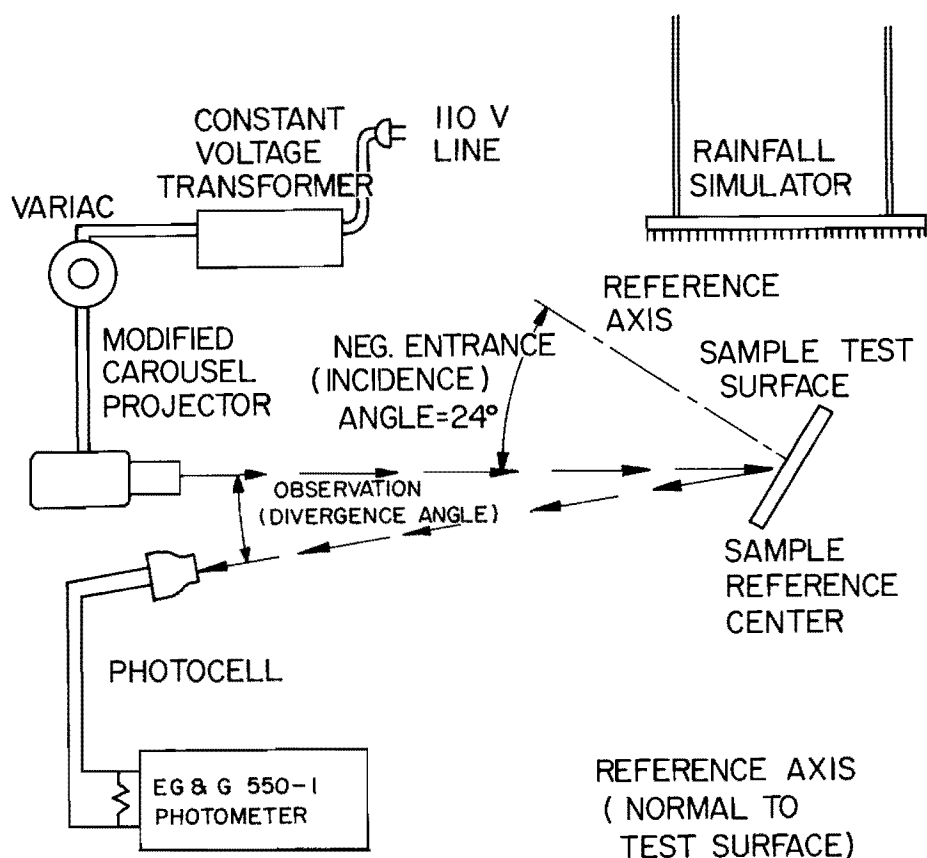 CONSTANT
VOLTAGE
TRANSFORMER
110 V
LINE
VARIAC
RAINFALL
SIMULATOR
MODIFIED
CAROUSEL
PROJECTOR
NEG. ENTRANCE
(INCIDENCE)
ANGLE=24°
REFERENCE
AXIS
SAMPLE TEST
SURFACE
OBSERVATION
(DIVERGENCE ANGLE)
SAMPLE
REFERENCE
CENTER
PHOTOCELL
EG & G 550-1
PHOTOMETER
REFERENCE AXIS
( NORMAL TO
TEST SURFACE)